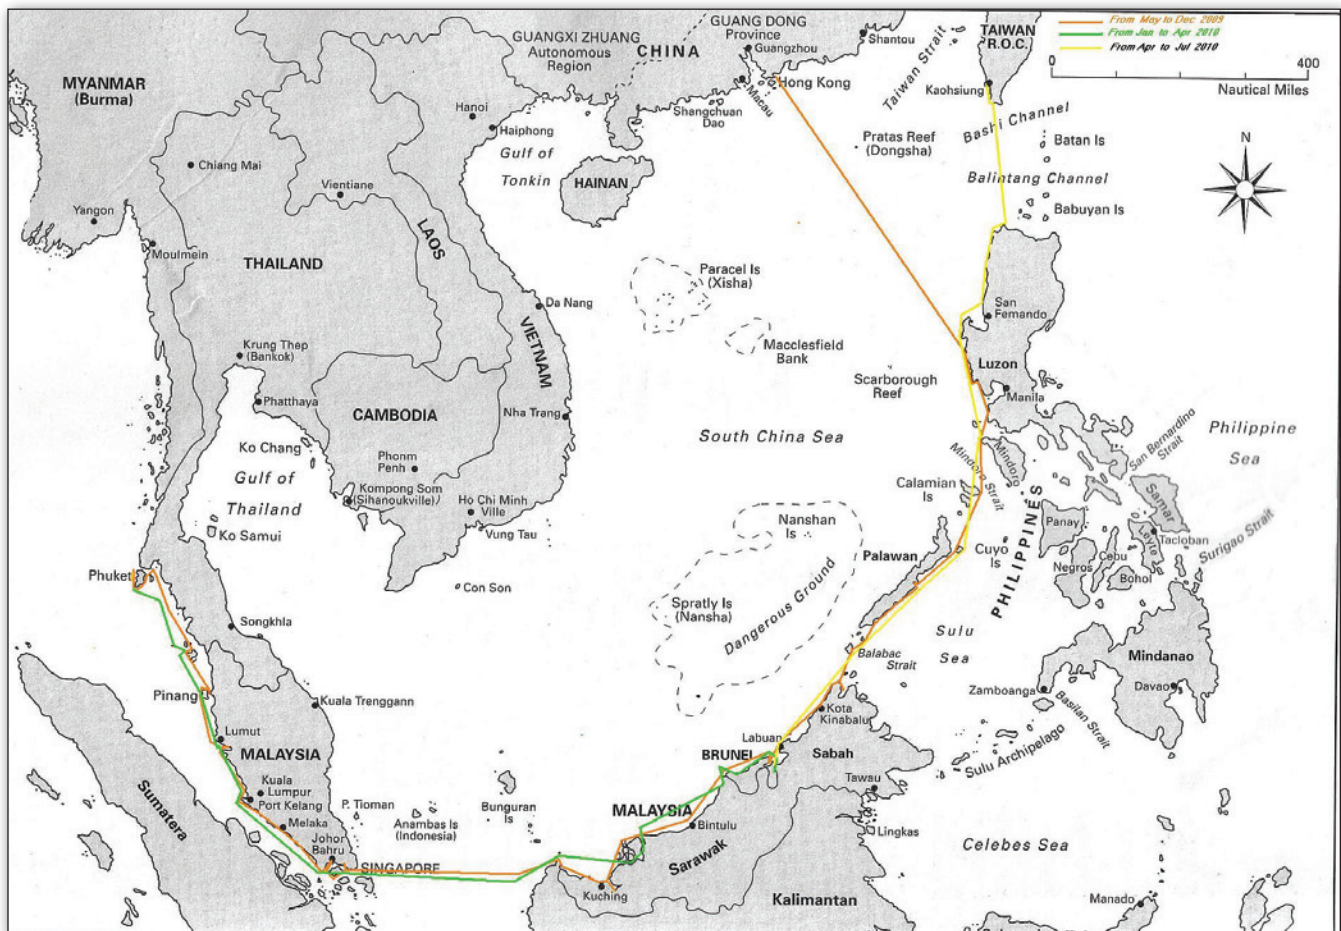 From May to Dec 2009
From Jan to Apr 2010
From Apr to Jul 2010
0
400
Nautical Miles
N
GUANG DONG
Province
Guangzhou
Shantou
TAIWAN
R.O.C.
GUANGXI ZHUANG
Autonomous
Region
CHINA
Taiwan Strait
Kaohsiung
MYANMAR
(Burma)
Hong Kong
Macau
Shangchuan
Dao
Hanoi
Haiphong
Bashi Channel
Pratas Reef
(Dongsha)
Batan Is
Gulf of
Tonkin
HAINAN
Chiang Mai
Vientiane
Balintang Channel
Babuyan Is
Yangon
Moulmein
LAOS
THAILAND
Paracel Is
(Xisha)
Da Nang
San
Femando
VIETNAM
Macclesfield
Bank
Krung Thep
(Bankok)
Luzon
Scarborough
Reef
Manila
Phatthaya
CAMBODIA
Nha Trang
South China Sea
San Bernardino
Strait
Philippine
Sea
Ko Chang
Phonm
Penh
Mindoro Strait
Mindoro
Gulf of
Thailand
Kompong Som
(Sihanoukville)
Ho Chi Minh
Ville
Calamian
Is
Samar
PHILIPPINES
Panay
Nanshan
Is
Ko Samui
Vung Tau
Leyte
Tacloban
Surigao Strait
Palawan
Cuyo
Is
Cebu
Negros
Bohol
Phuket
Con Son
Dangerous Ground
Spratly Is
(Nansha)
Songkhla
Sulu
Sea
Balabac
Strait
Mindanao
Pinang
Kuala Trenggann
Zamboanga
Davao
Basilan Strait
Kota
Kinabalu
Lumut
MALAYSIA
Labuan
BRUNEI
Sabah
Sulu Archipelago
Sumatera
Kuala
Lumpur
Port Kelang
Tawau
P. Tioman
Bunguran
Is
MALAYSIA
Melaka
Anambas Is
(Indonesia)
Bintulu
Lingkas
Johor
Bahru
Celebes Sea
SINGAPORE
Sarawak
Kuching
Kalimantan
Manado